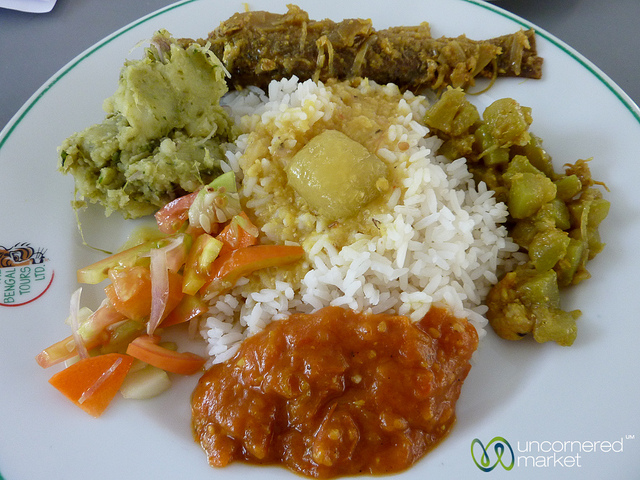 BENGAL
TOURS
LTD.
uncornered
market